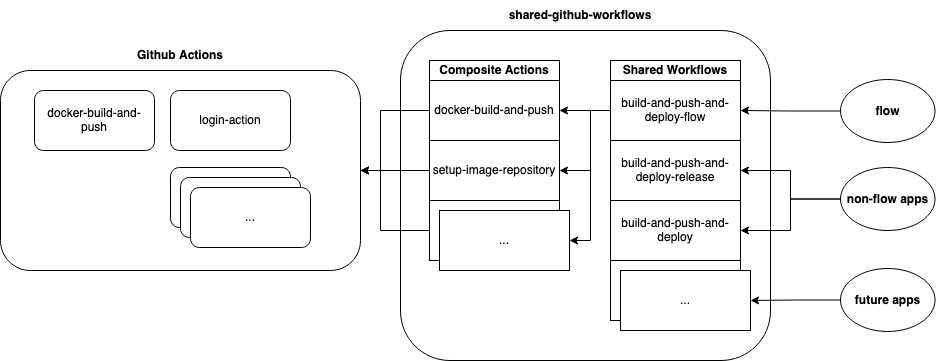 shared-github-workflows
Github Actions
docker-build-and-
push
login-action
...
Composite Actions
docker-build-and-push
setup-image-repository
...
Shared Workflows
build-and-push-and-
deploy-flow
build-and-push-and-
deploy-release
build-and-push-and-
deploy
...
flow
non-flow apps
future apps